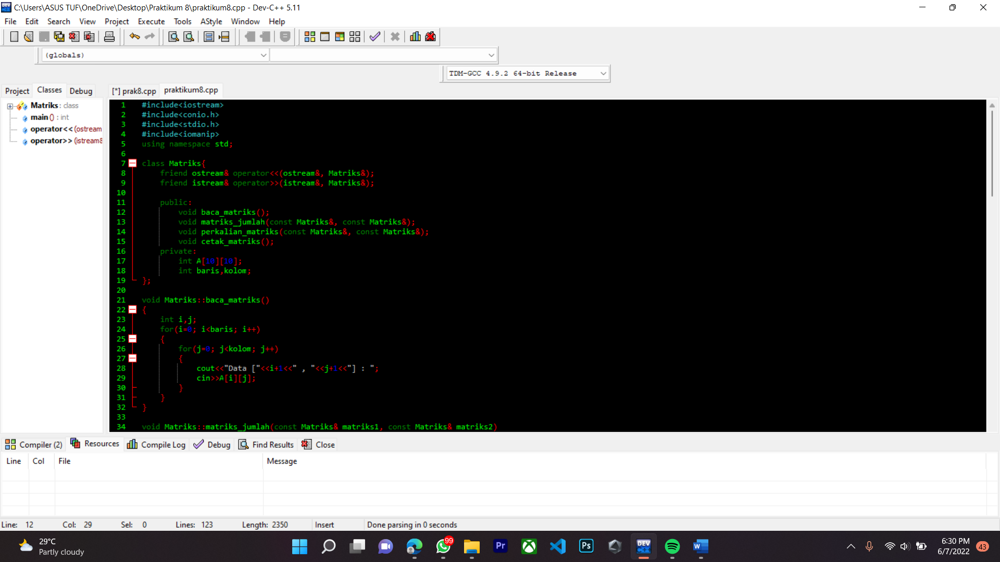 C:\Users\ASUS TUF\OneDrive\Desktop\Praktikum 8\praktikum8.cpp - Dev-C++ 5.11
File Edit Search View Project Execute Tools AStyle Window Help
(globals)
TDM-GCC 4.9.2 64-bit Release
Project Classes Debug
[*] prak8.cpp praktikum8.cpp
Matriks : class
main () : int
operator<< (ostream
operator>> (istream&
1 #include<iostream>
2 #include<conio.h>
3 #include<stdio.h>
4 #include<iomanip>
5 using namespace std;
6
7 class Matriks{
8 friend ostream& operator<<(ostream&, Matriks&);
9 friend istream& operator>>(istream&, Matriks&);
10
11 public:
12 void baca_matriks();
13 void matriks_jumlah(const Matriks&, const Matriks&);
14 void perkalian_matriks(const Matriks&, const Matriks&);
15 void cetak_matriks();
16 private:
17 int A[10][10];
18 int baris,kolom;
19 };
20
21 void Matriks::baca_matriks()
22 {
23 int i,j;
24 for(i=0; i<baris; i++)
25 {
26 for(j=0; j<kolom; j++)
27 {
28 cout<<"Data ["<<i+1<<" , "<<j+1<<"] : ";
29 cin>>A[i][j];
30 }
31 }
32 }
33
34 void Matriks::matriks_jumlah(const Matriks& matriks1, const Matriks& matriks2)
Compiler (2) Resources Compile Log Debug Find Results Close
Line Col File Message
Line: 12 Col: 29 Sel: 0 Lines: 123 Length: 2350 Insert Done parsing in 0 seconds
29°C
Partly cloudy
99
Pr
Ps
DEV
C++
W
6:30 PM
6/7/2022
43